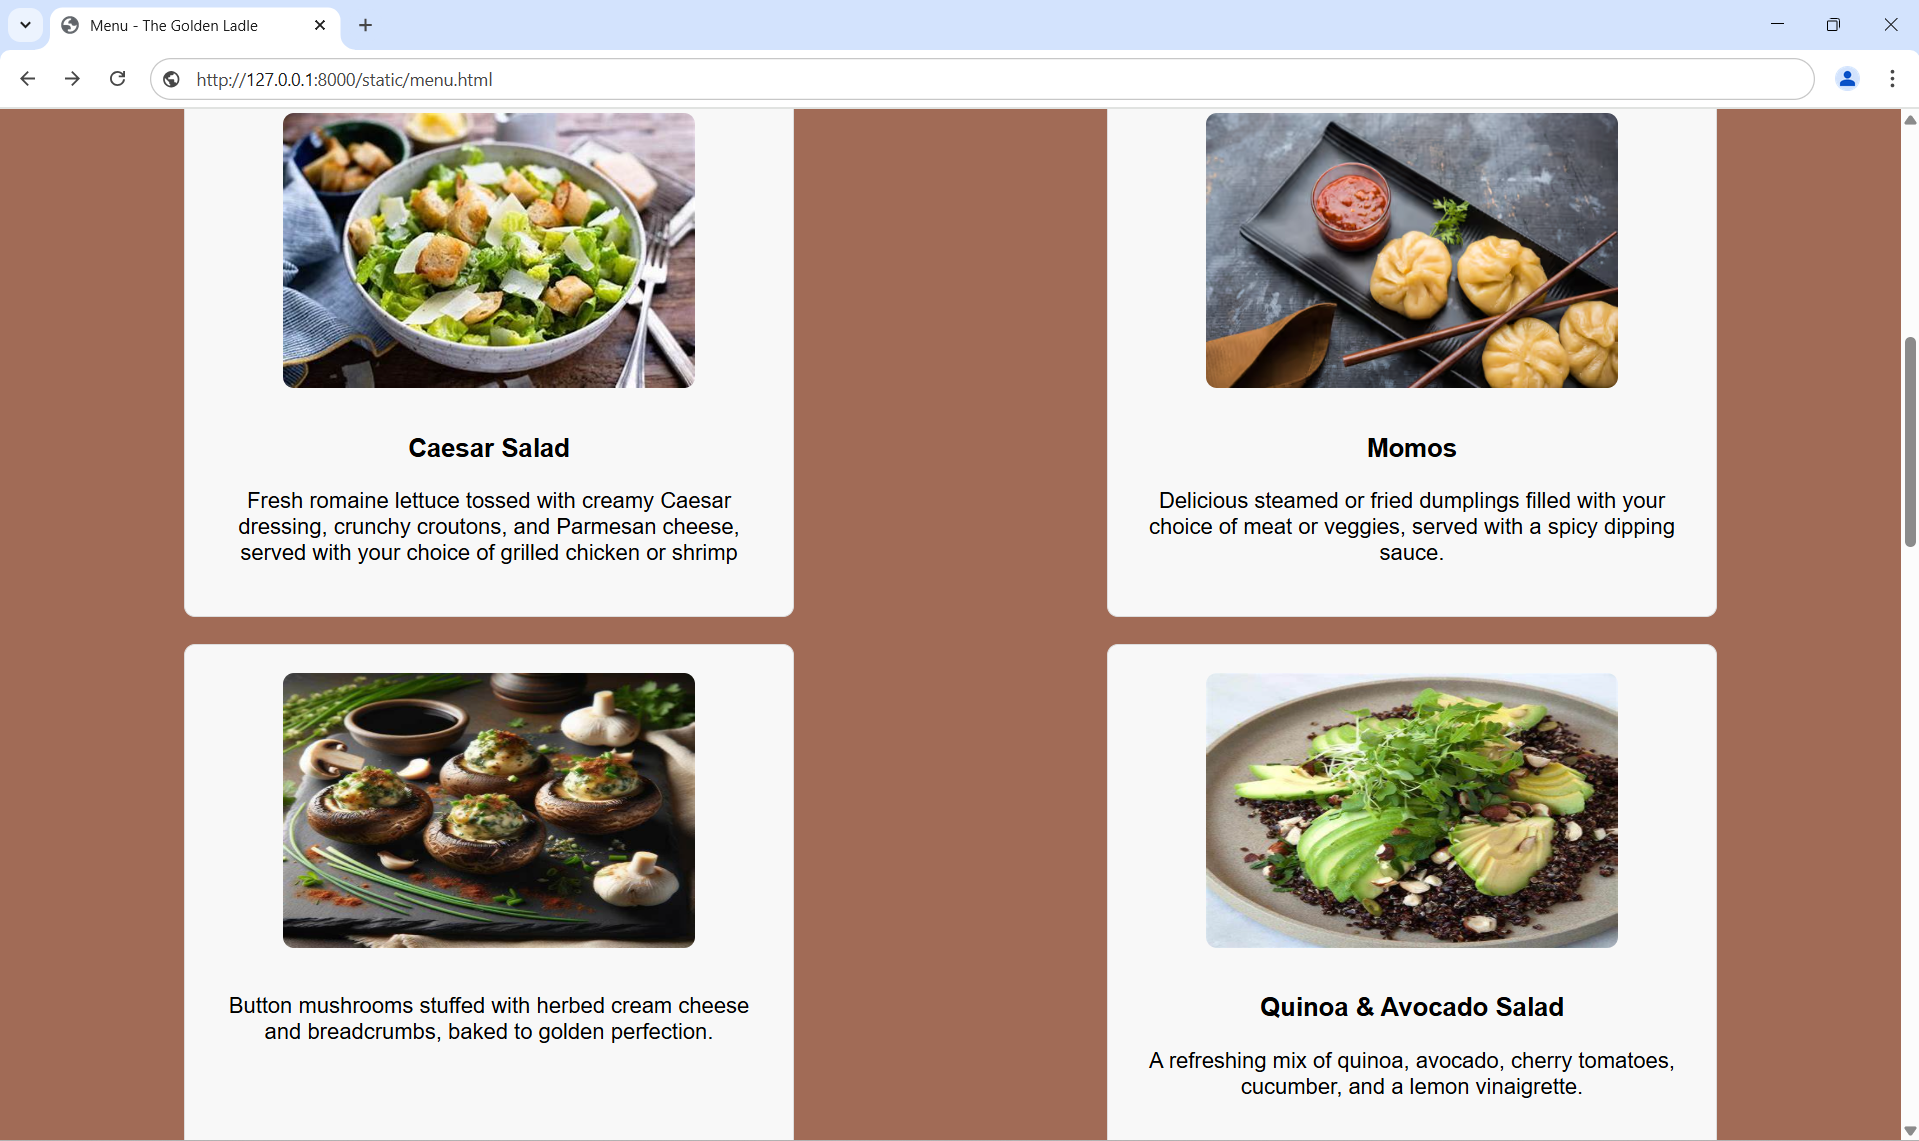 Menu - The Golden Ladle
http://127.0.0.1:8000/static/menu.html
Caesar Salad
Fresh romaine lettuce tossed with creamy Caesar
dressing, crunchy croutons, and Parmesan cheese,
served with your choice of grilled chicken or shrimp
Momos
Delicious steamed or fried dumplings filled with your
choice of meat or veggies, served with a spicy dipping
sauce.
Button mushrooms stuffed with herbed cream cheese
and breadcrumbs, baked to golden perfection.
Quinoa & Avocado Salad
A refreshing mix of quinoa, avocado, cherry tomatoes,
cucumber, and a lemon vinaigrette.